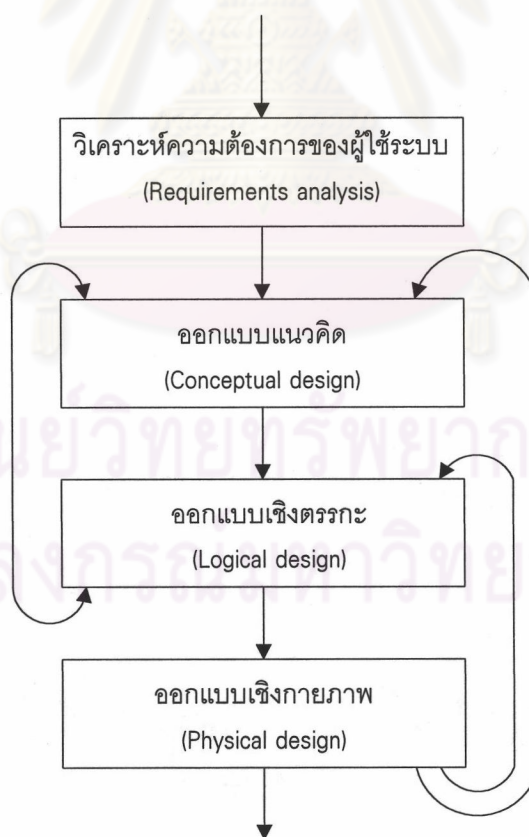 วิเคราะห์ความต้องการของผู้ใช้ระบบ
(Requirements analysis)
ออกแบบแนวคิด
(Conceptual design)
ออกแบบเชิงตรรกะ
(Logical design)
ออกแบบเชิงกายภาพ
(Physical design)